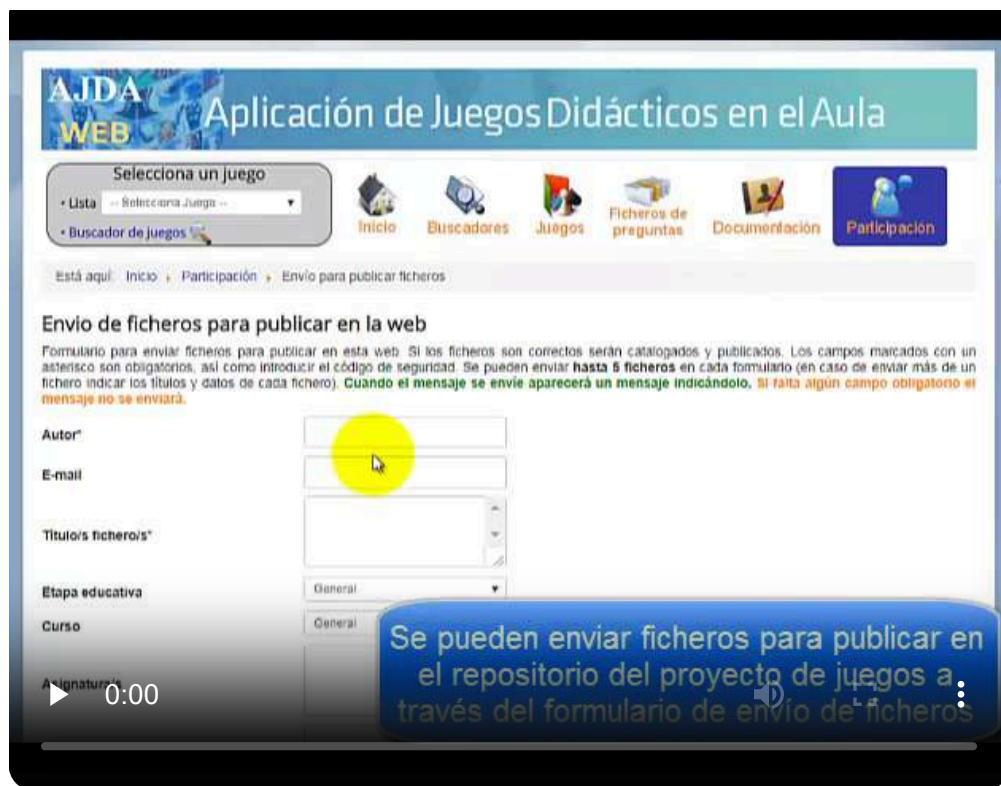 AJDA
WEB
Aplicación de Juegos Didácticos en el Aula
Selecciona un juego
• Lista -- Selecciona Juego --
• Buscador de juegos
Inicio
Buscadores
Juegos
Ficheros de
preguntas
Documentación
Participación
Está aquí: Inicio Participación Envío para publicar ficheros
Envio de ficheros para publicar en la web
Formulario para enviar ficheros para publicar en esta web. Si los ficheros son correctos serán catalogados y publicados. Los campos marcados con un
asterisco son obligatorios, así como introducir el código de seguridad. Se pueden enviar hasta 5 ficheros en cada formulario (en caso de enviar más de un
fichero indicar los títulos y datos de cada fichero). Cuando el mensaje se envíe aparecerá un mensaje indicándolo. Si falta algún campo obligatorio el
mensaje no se enviará.
Autor*
E-mail
Título/s fichero/s*
Etapa educativa General
Curso General
Asignatura/s
Se pueden enviar ficheros para publicar en
el repositorio del proyecto de juegos a
través del formulario de envío de ficheros
0:00